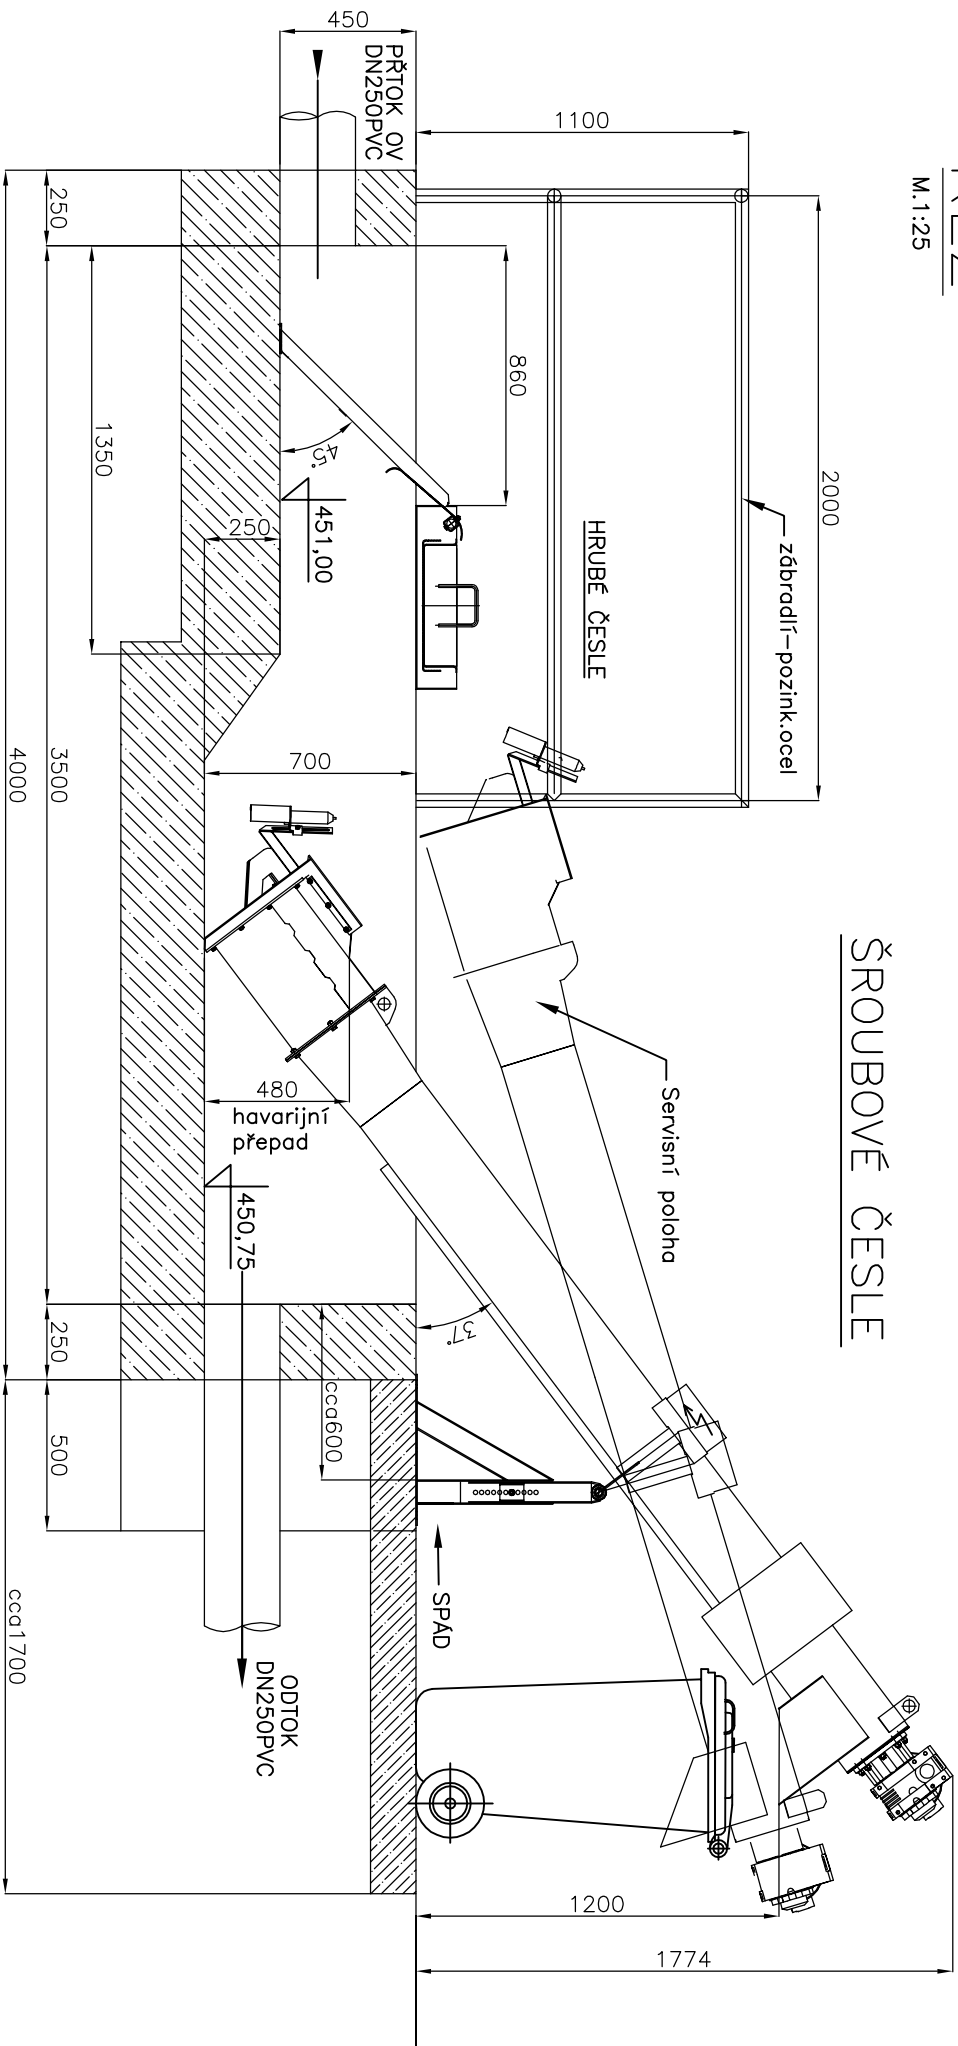 M.1:25
ŠROUBOVÉ ČESLE
2000
zábradlí-pozink.ocel
1100
HRUBÉ ČESLE
Servisní poloha
860
450
PŘTOK OV
DN250PVC
45°
451,00
250
1350
250
700
480
havarijní
přepad
450,75
37°
cca600
SPÁD
ODTOK
DN250PVC
1200
1774
3500
250
500
4000
cca1700